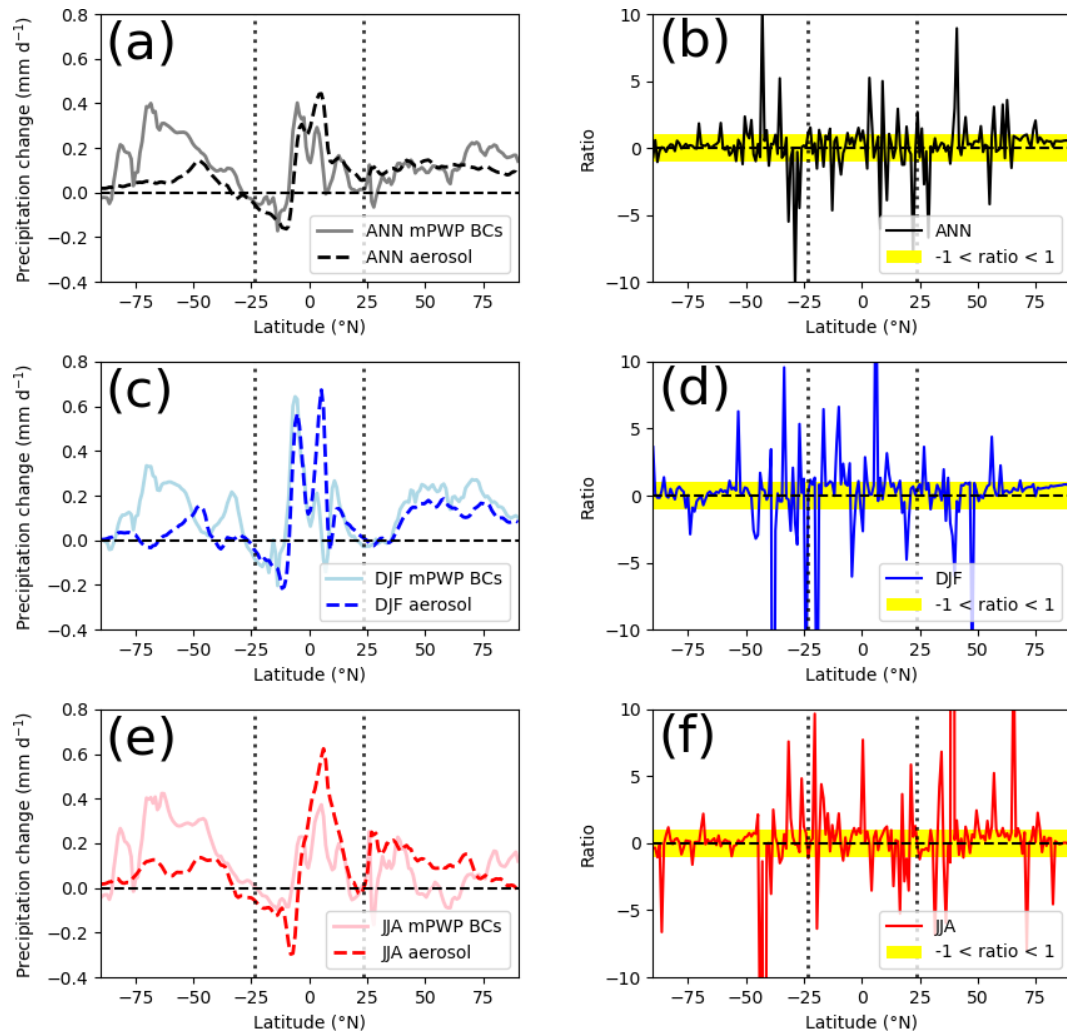 (a)
Precipitation change (mm d⁻¹)
0.8
0.6
0.4
0.2
0.0
−0.2
−0.4
ANN mPWP BCs
ANN aerosol
−75 −50 −25 0 25 50 75
Latitude (°N)
(b)
Ratio
10
5
0
−5
−10
ANN
-1 < ratio < 1
−75 −50 −25 0 25 50 75
Latitude (°N)
(c)
Precipitation change (mm d⁻¹)
0.8
0.6
0.4
0.2
0.0
−0.2
−0.4
DJF mPWP BCs
DJF aerosol
−75 −50 −25 0 25 50 75
Latitude (°N)
(d)
Ratio
10
5
0
−5
−10
DJF
-1 < ratio < 1
−75 −50 −25 0 25 50 75
Latitude (°N)
(e)
Precipitation change (mm d⁻¹)
0.8
0.6
0.4
0.2
0.0
−0.2
−0.4
JJA mPWP BCs
JJA aerosol
−75 −50 −25 0 25 50 75
Latitude (°N)
(f)
Ratio
10
5
0
−5
−10
JJA
-1 < ratio < 1
−75 −50 −25 0 25 50 75
Latitude (°N)